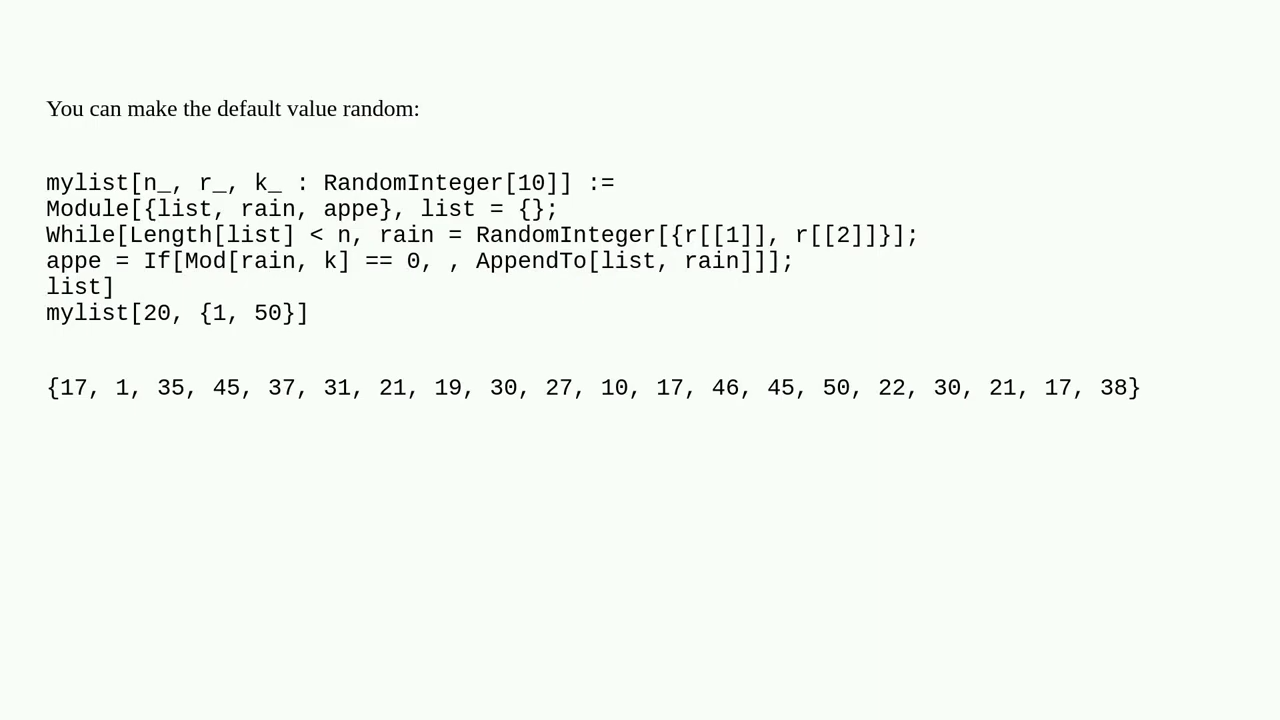 You can make the default value random:
mylist[n_, r_, k_ : RandomInteger[10]] :=
Module[{list, rain, appe}, list = {};
While[Length[list] < n, rain = RandomInteger[{r[[1]], r[[2]]}];
appe = If[Mod[rain, k] == 0, , AppendTo[list, rain]]];
list]
mylist[20, {1, 50}]
{17, 1, 35, 45, 37, 31, 21, 19, 30, 27, 10, 17, 46, 45, 50, 22, 30, 21, 17, 38}